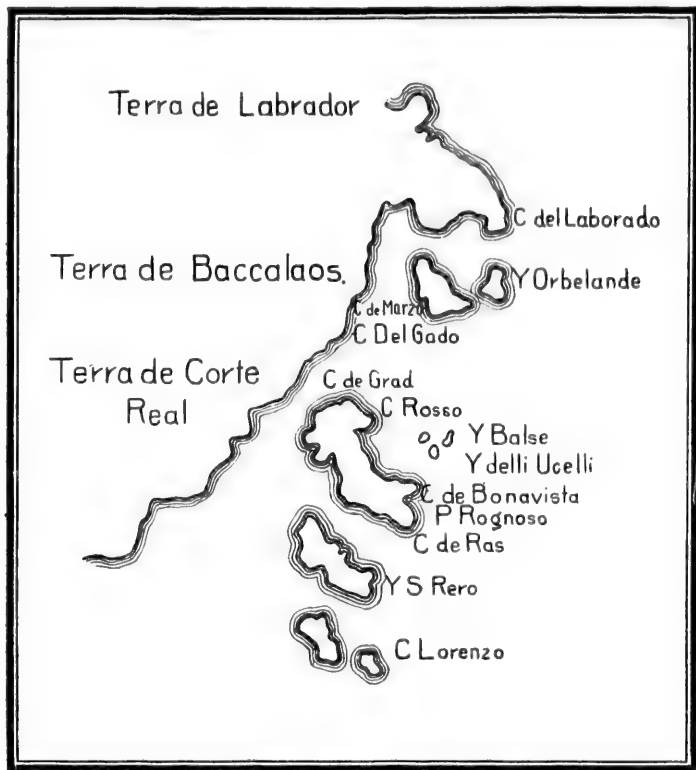 Terra de Labrador
C del Laborado
Terra de Baccalaos.
Y Orbelande
C de Marzo
C Del Gado
Terra de Corte
Real
C de Grad
C Rosso
Y Balse
Y delli Ucelli
C de Bonavista
P Rognoso
C de Ras
Y S Rero
C Lorenzo